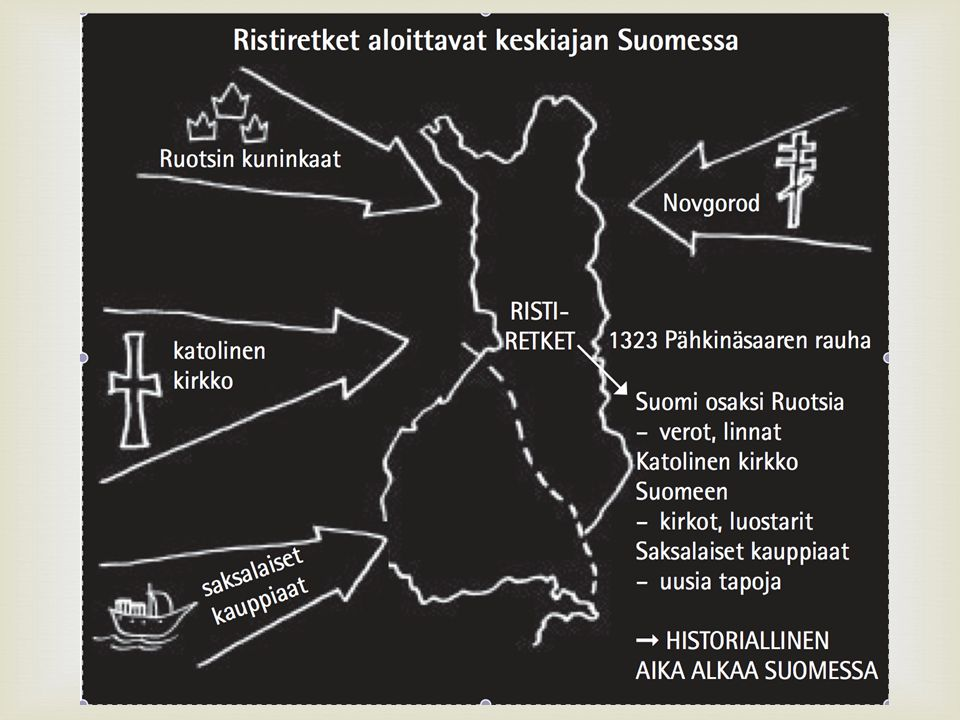 Ristiretket aloittavat keskiajan Suomessa
Ruotsin kuninkaat
Novgorod
katolinen
kirkko
RISTI-
RETKET
1323 Pähkinäsaaren rauha
Suomi osaksi Ruotsia
– verot, linnat
Katolinen kirkko
Suomeen
– kirkot, luostarit
Saksalaiset kauppiaat
– uusia tapoja
saksalaiset
kauppiaat
→ HISTORIALLINEN
AIKA ALKAA SUOMESSA